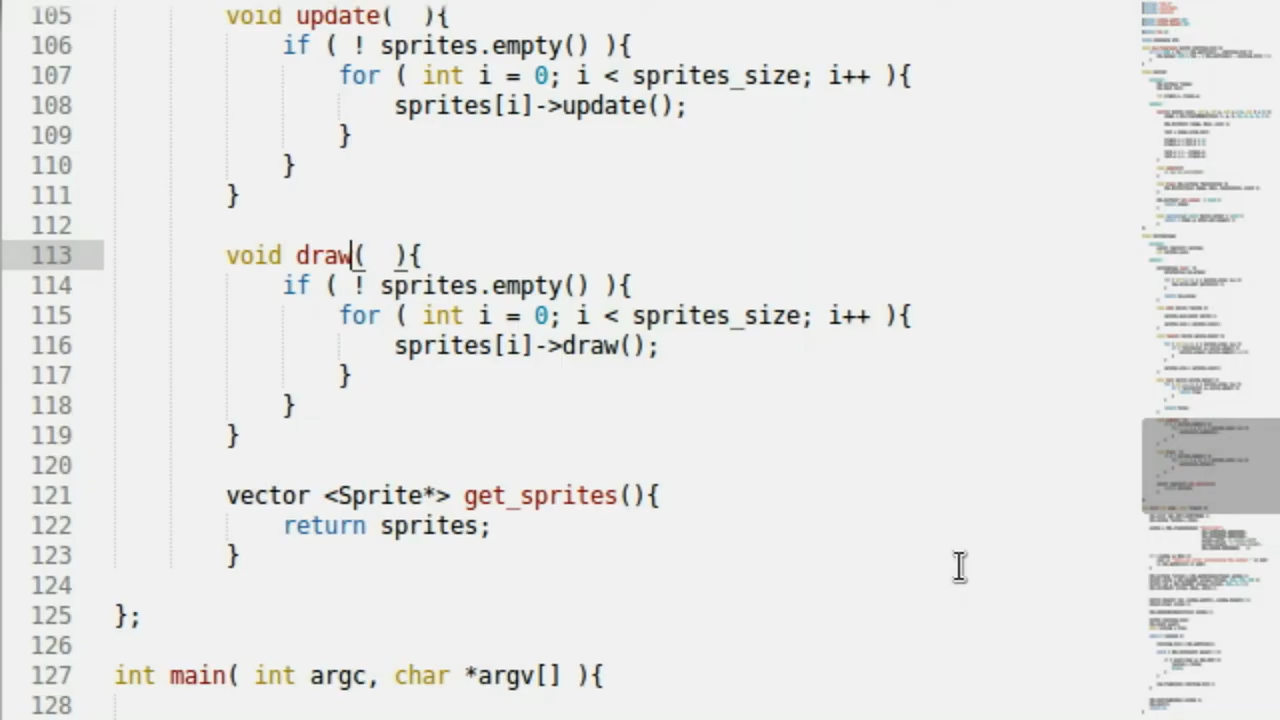 105 void update(  ){
106 if ( ! sprites.empty() ){
107 for ( int i = 0; i < sprites_size; i++ ){
108 sprites[i]->update();
109 }
110 }
111 }
112
113 void draw(  ){
114 if ( ! sprites.empty() ){
115 for ( int i = 0; i < sprites_size; i++ ){
116 sprites[i]->draw();
117 }
118 }
119 }
120
121 vector <Sprite*> get_sprites(){
122 return sprites;
123 }
124
125 };
126
127 int main( int argc, char *argv[] ){
128